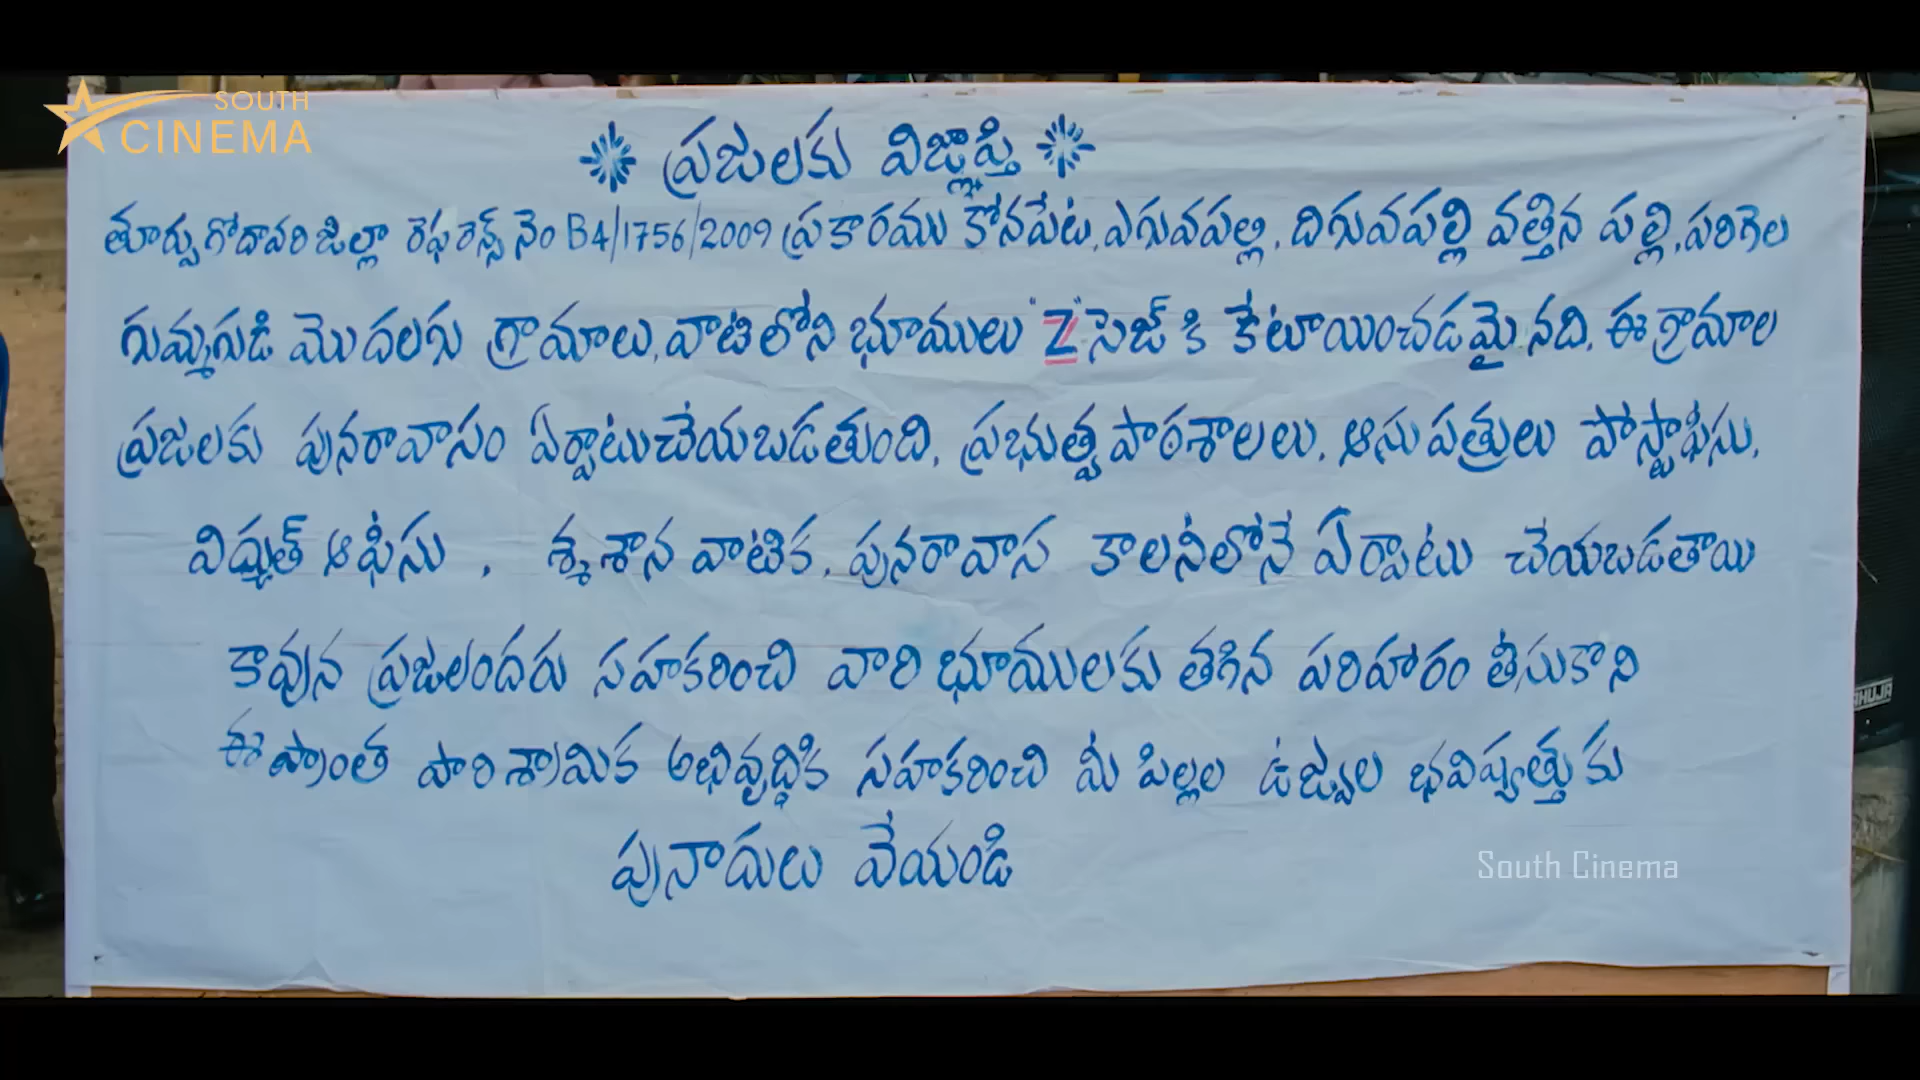 SOUTH
CINEMA
ప్రజలకు విజ్ఞాప్తి
తూర్పు గోదావరి జిల్లా రెఫరెన్స్ నెం B4/1756/2009 ప్రకారము కోనపేట, ఎగువపల్లి, దిగువపల్లి వత్తిన పల్లి, పరిగెల
గుమ్మగుడి మొదలగు గ్రామాలు, వాటిలోని భూములు "Z" సెజ్ కి కేటాయించడమైనది. ఈ గ్రామాల
ప్రజలకు పునరావాసం ఏర్పాటుచేయబడతుంది. ప్రభుత్వ పాఠశాలలు, ఆసుపత్రులు పోస్టాఫీసు,
విద్యుత్ ఆఫీసు , శ్మశాన వాటిక, పునరావాస కాలనీలోనే ఏర్పాటు చేయబడతాయి
కావున ప్రజలందరు సహకరించి వారి భూములకు తగిన పరిహారం తీసుకొని
ఈ ప్రాంత పారిశ్రామిక అభివృద్ధికి సహకరించి మీ పిల్లల ఉజ్వల భవిష్యత్తుకు
పునాదులు వేయండి
South Cinema
AHUJA